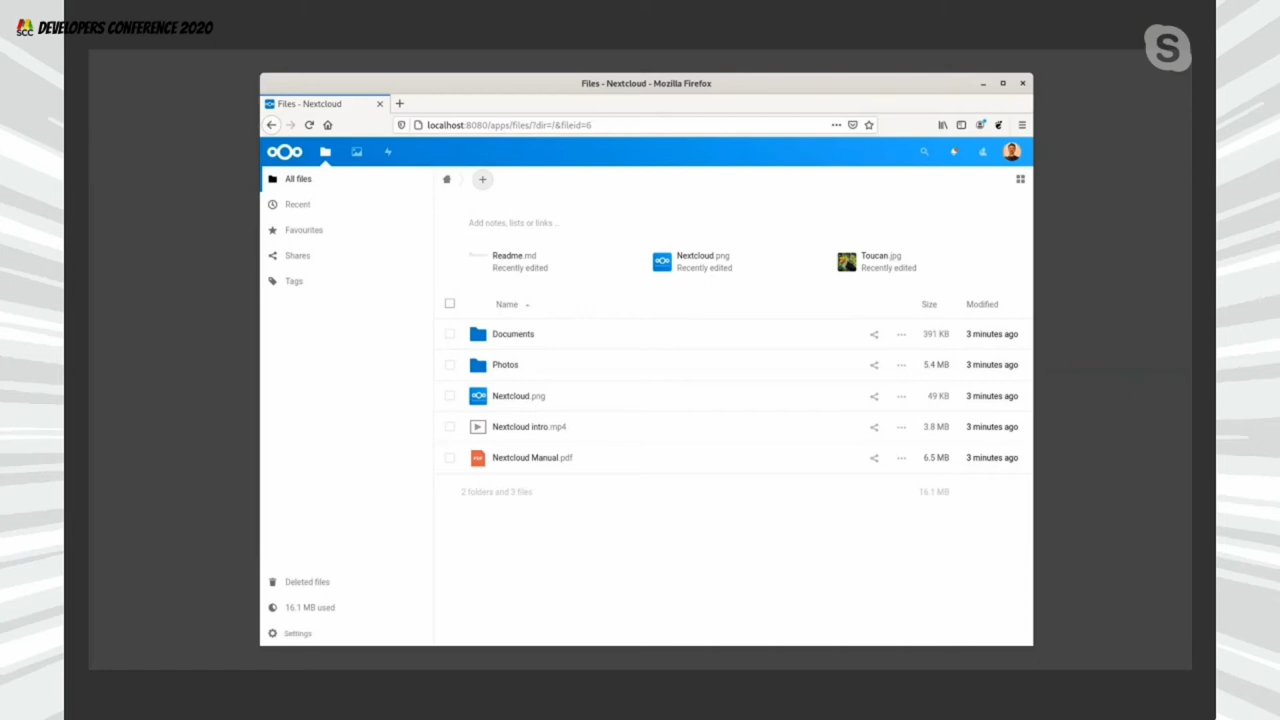 SCC DEVELOPERS CONFERENCE 2020
S
Files - Nextcloud - Mozilla Firefox
Files - Nextcloud
localhost:8080/apps/files/?dir=/&fileid=6
All files
Recent
Favourites
Shares
Tags
Add notes, lists or links ...
Readme.md
Recently edited
Nextcloud.png
Recently edited
Toucan.jpg
Recently edited
Name Size Modified
Documents 391 KB 3 minutes ago
Photos 5.4 MB 3 minutes ago
Nextcloud.png 49 KB 3 minutes ago
Nextcloud intro.mp4 3.8 MB 3 minutes ago
PDF Nextcloud Manual.pdf 6.5 MB 3 minutes ago
2 folders and 3 files 16.1 MB
Deleted files
16.1 MB used
Settings